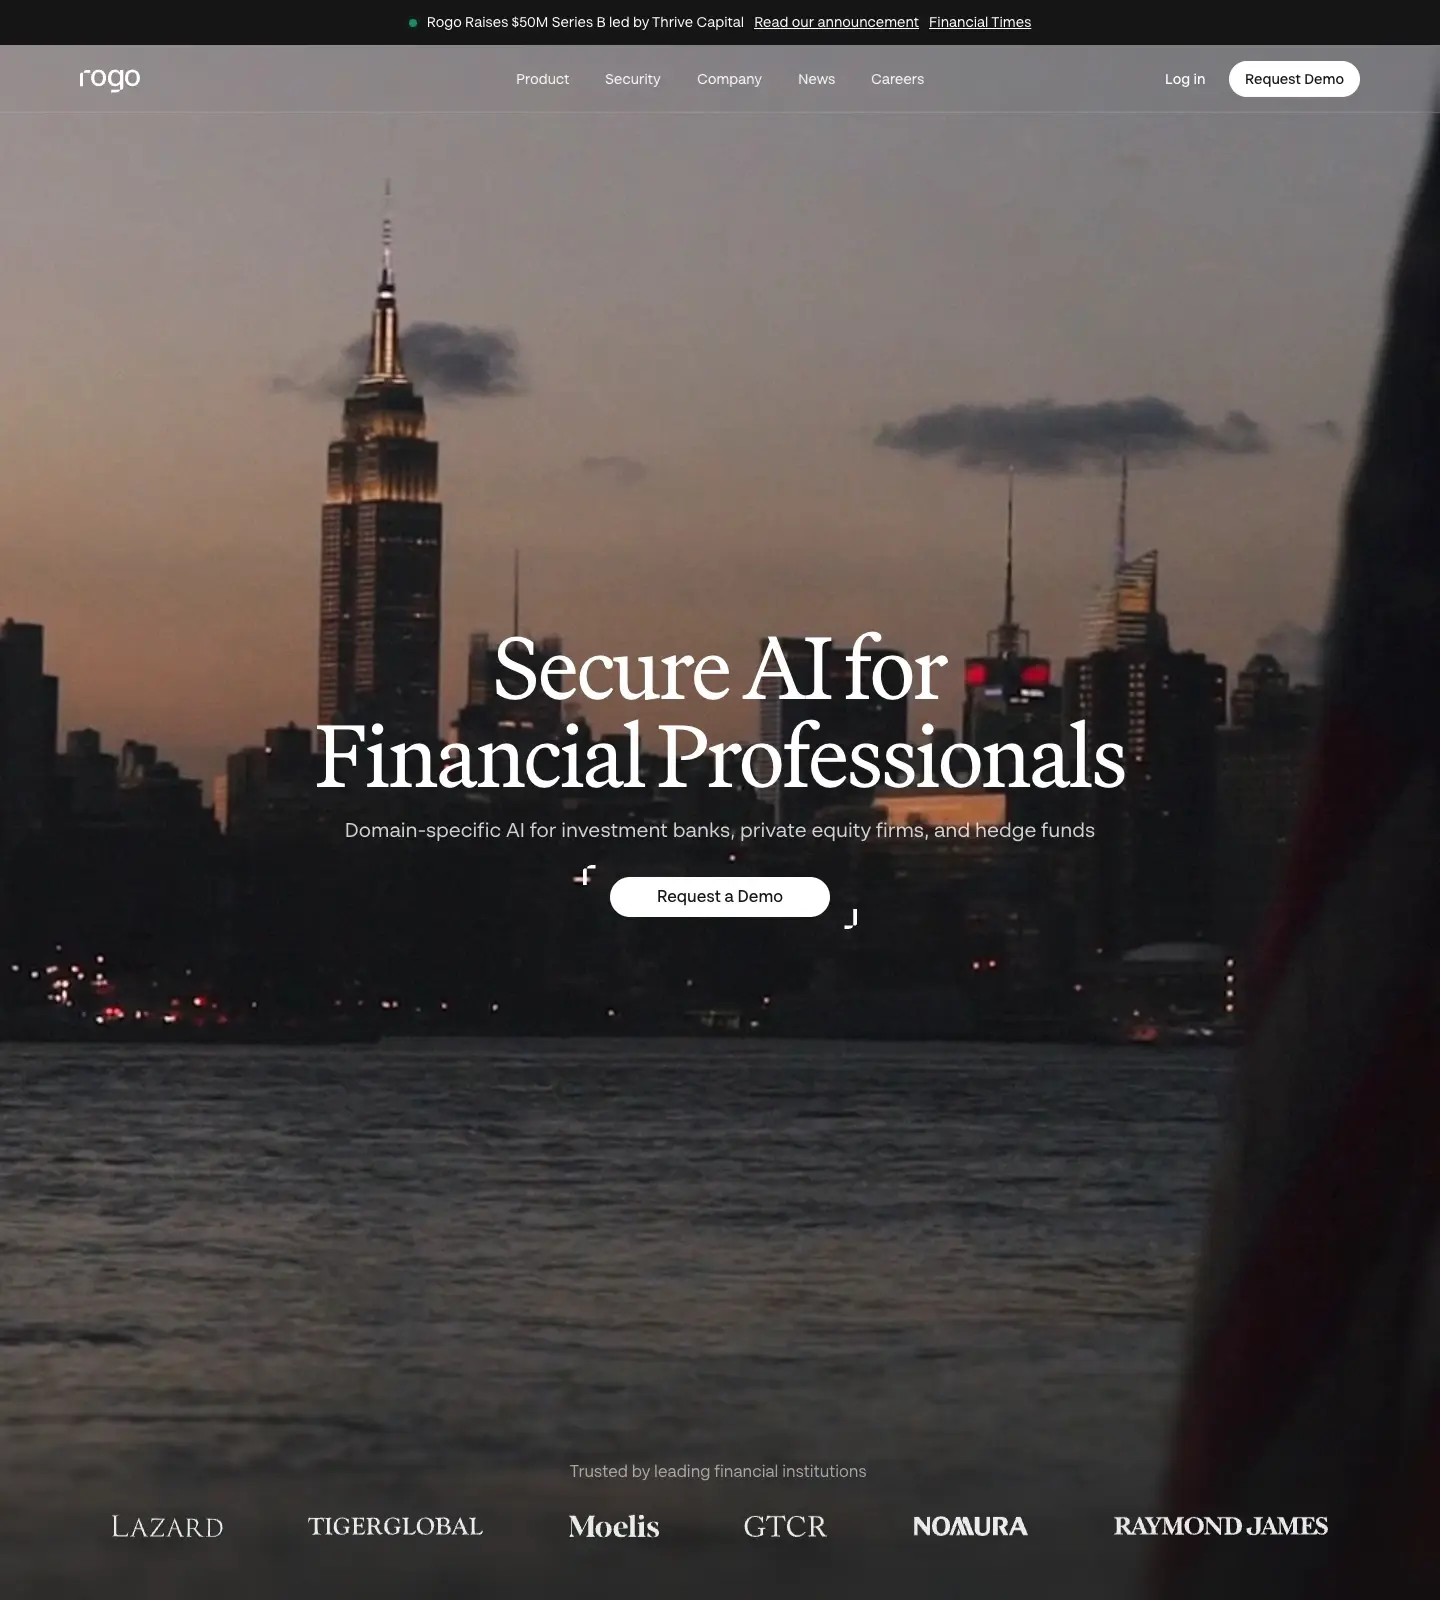 Rogo Raises $50M Series B led by Thrive Capital Read our announcement Financial Times
rogo
Product Security Company News Careers
Log in
Request Demo
Secure AI for
Financial Professionals
Domain-specific AI for investment banks, private equity firms, and hedge funds
Request a Demo
Trusted by leading financial institutions
LAZARD TIGERGLOBAL Moelis GTCR NOMURA RAYMOND JAMES